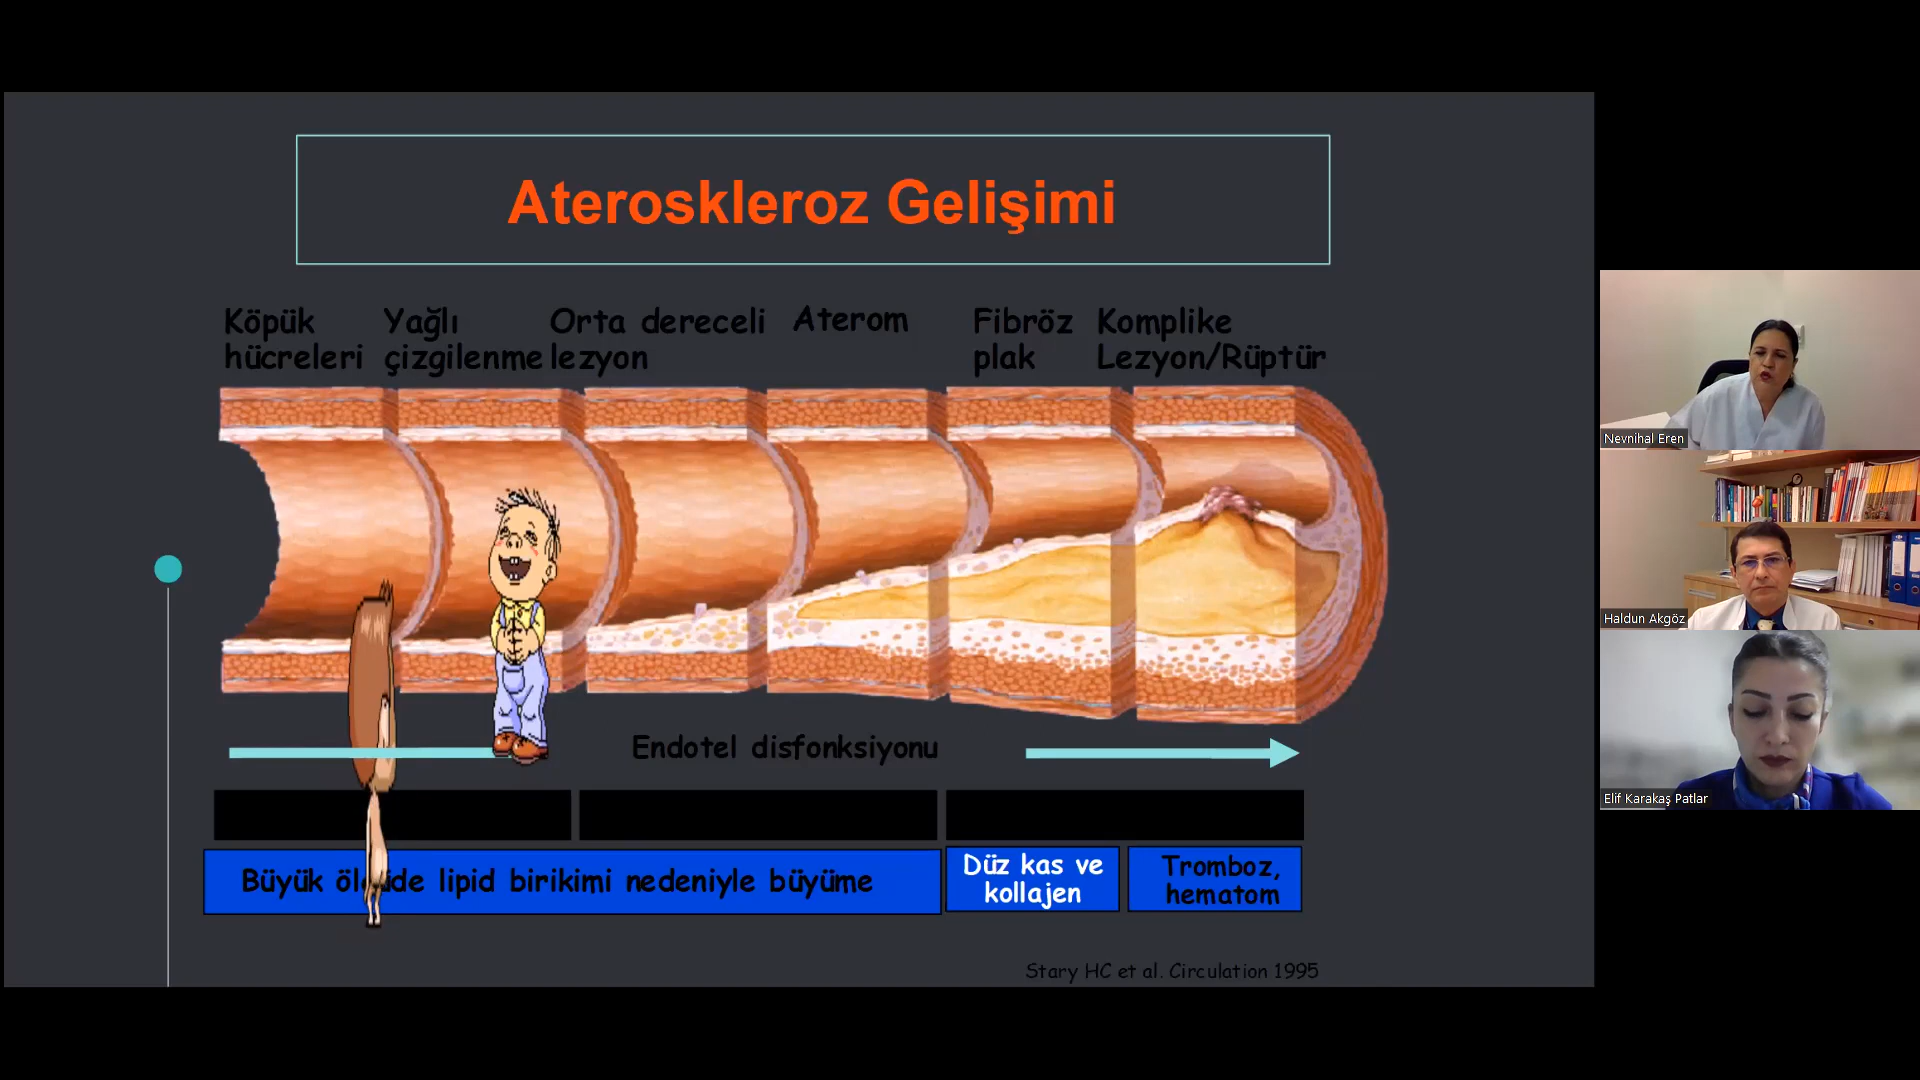 Ateroskleroz Gelişimi
Köpük
hücreleri
Yağlı
çizgilenme
Orta dereceli
lezyon
Aterom
Fibröz
plak
Komplike
Lezyon/Rüptür
Endotel disfonksiyonu
Büyük ölçüde lipid birikimi nedeniyle büyüme
Düz kas ve
kollajen
Tromboz,
hematom
Stary HC et al. Circulation 1995
Nevnihal Eren
Haldun Akgöz
Elif Karakaş Patlar